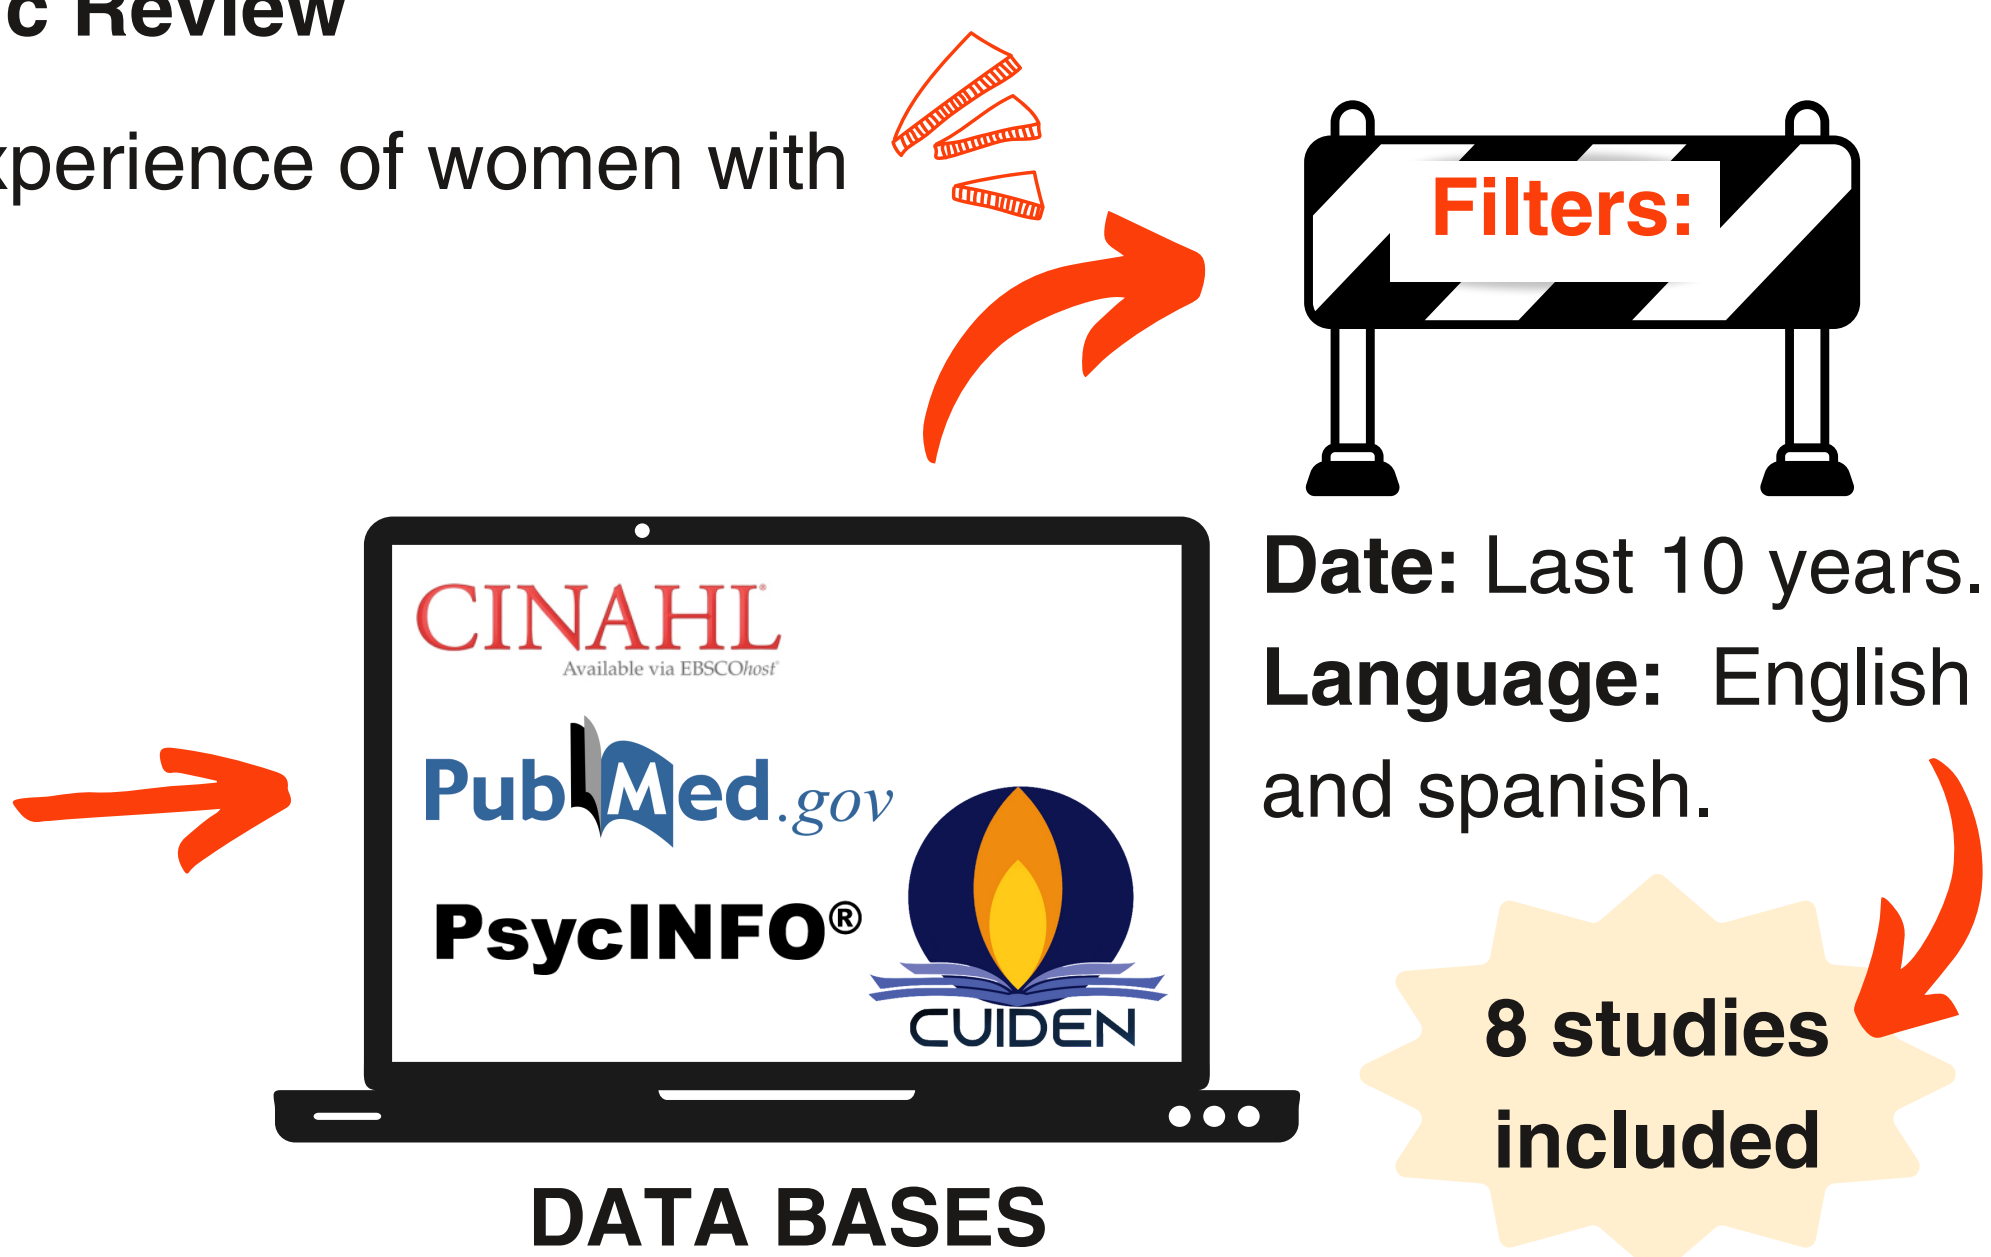 c Review
xperience of women with
Filters:
Date: Last 10 years.
Language: English
and spanish.
CINAHL®
Available via EBSCOhost®
PubMed.gov
PsycINFO®
CUIDEN
8 studies
included
DATA BASES